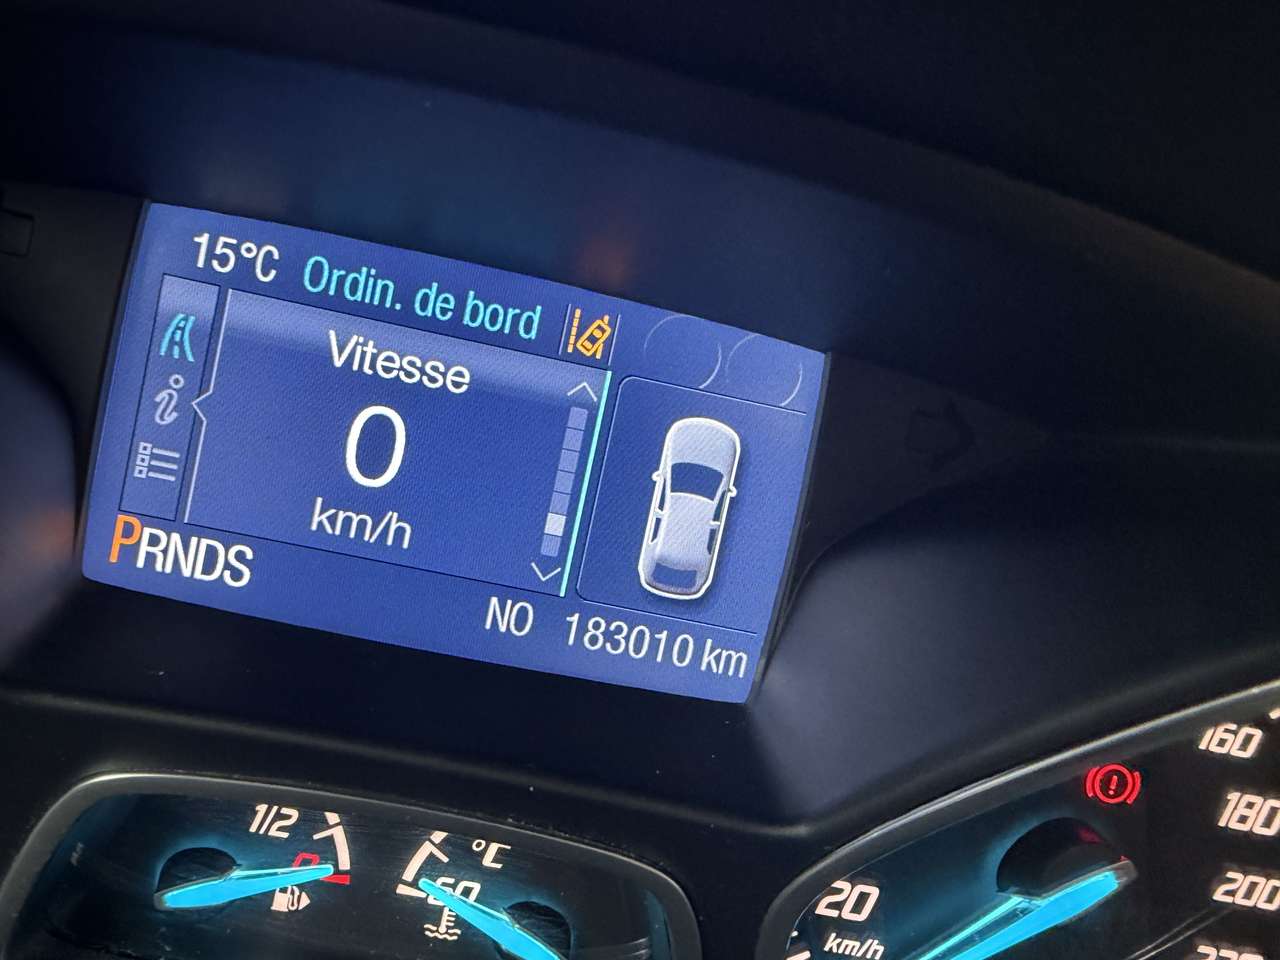 15°C Ordin. de bord
Vitesse
0
km/h
PRNDS
NO 183010 km
1/2
0
°C
60
20
km/h
160
180
200